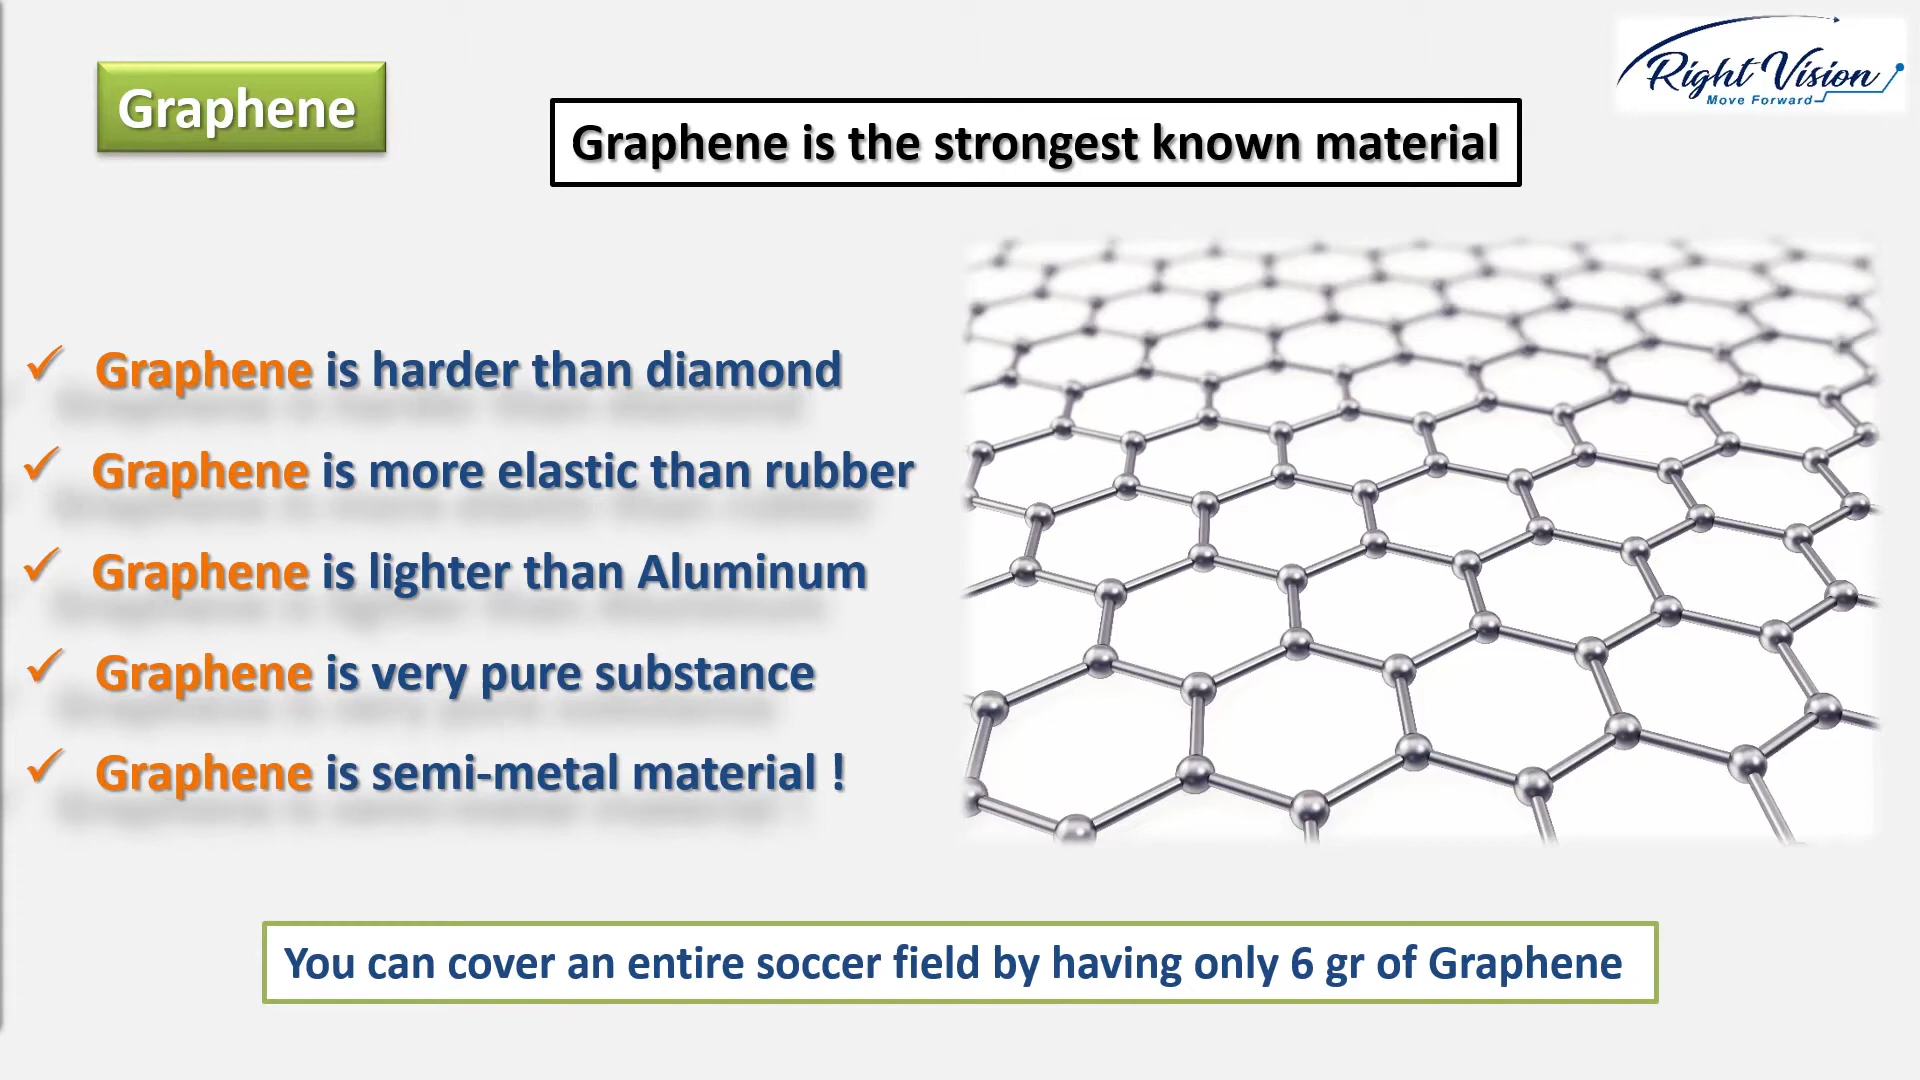 Right Vision
Move Forward
Graphene
Graphene is the strongest known material
✓ Graphene is harder than diamond
✓ Graphene is more elastic than rubber
✓ Graphene is lighter than Aluminum
✓ Graphene is very pure substance
✓ Graphene is semi-metal material !
You can cover an entire soccer field by having only 6 gr of Graphene